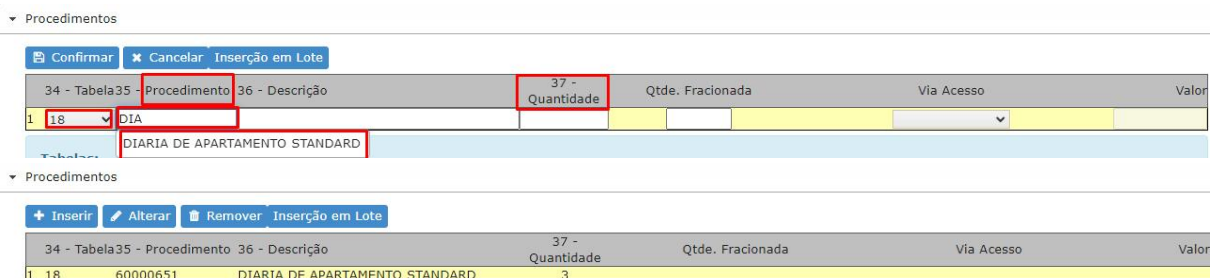 Procedimentos
Confirmar Cancelar Inserção em Lote
34 - Tabela 35 - Procedimento 36 - Descrição 37 - Quantidade Qtde. Fracionada Via Acesso Valor
1 18 DIA
DIARIA DE APARTAMENTO STANDARD
Tabelas:
Procedimentos
Inserir Alterar Remover Inserção em Lote
34 - Tabela 35 - Procedimento 36 - Descrição 37 - Quantidade Qtde. Fracionada Via Acesso Valor
1 18 60000651 DIARIA DE APARTAMENTO STANDARD 3